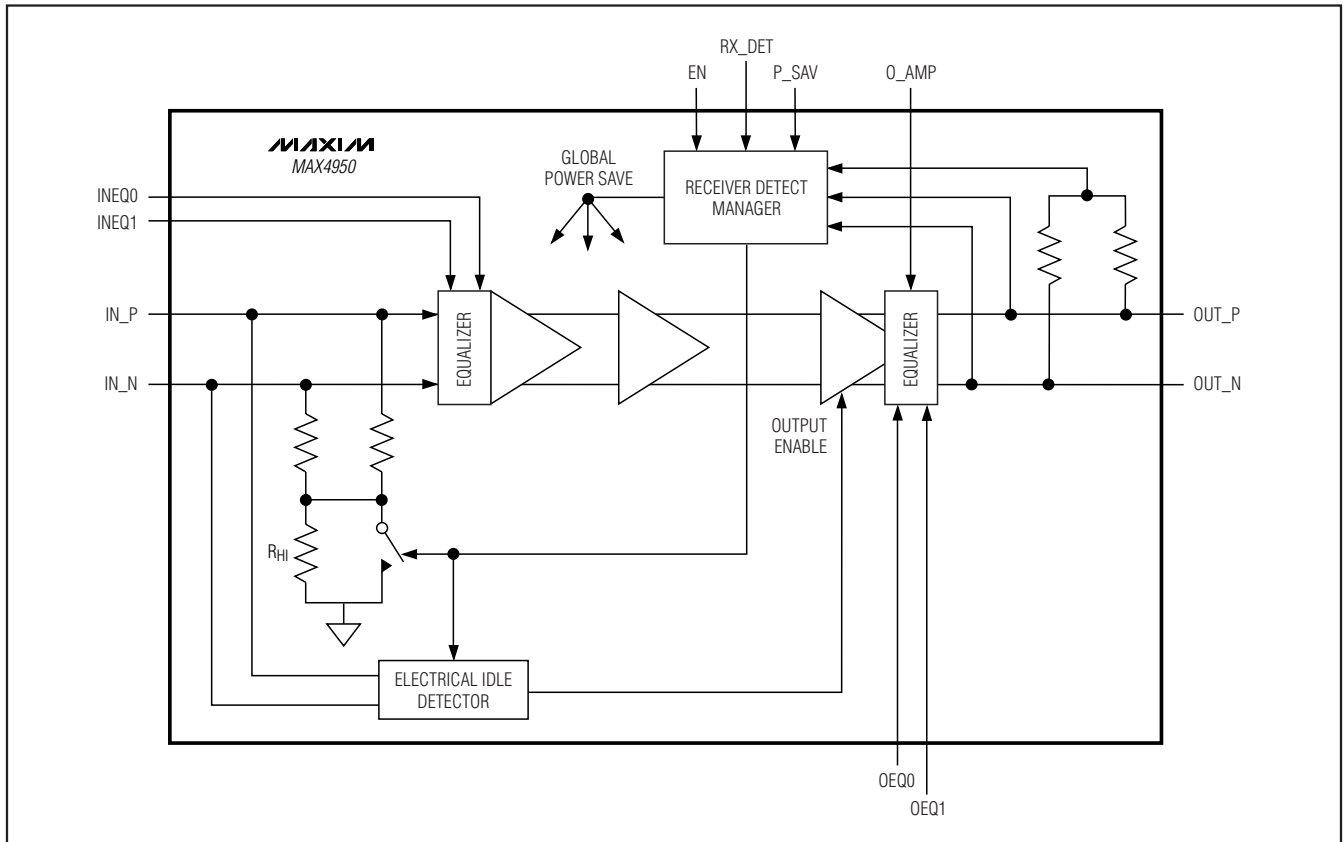 RX_DET
EN
P_SAV
O_AMP
MAXIM
MAX4950
GLOBAL
POWER SAVE
RECEIVER DETECT
MANAGER
INEQ0
INEQ1
IN_P
IN_N
EQUALIZER
EQUALIZER
OUT_P
OUT_N
OUTPUT
ENABLE
RHI
ELECTRICAL IDLE
DETECTOR
OEQ0
OEQ1